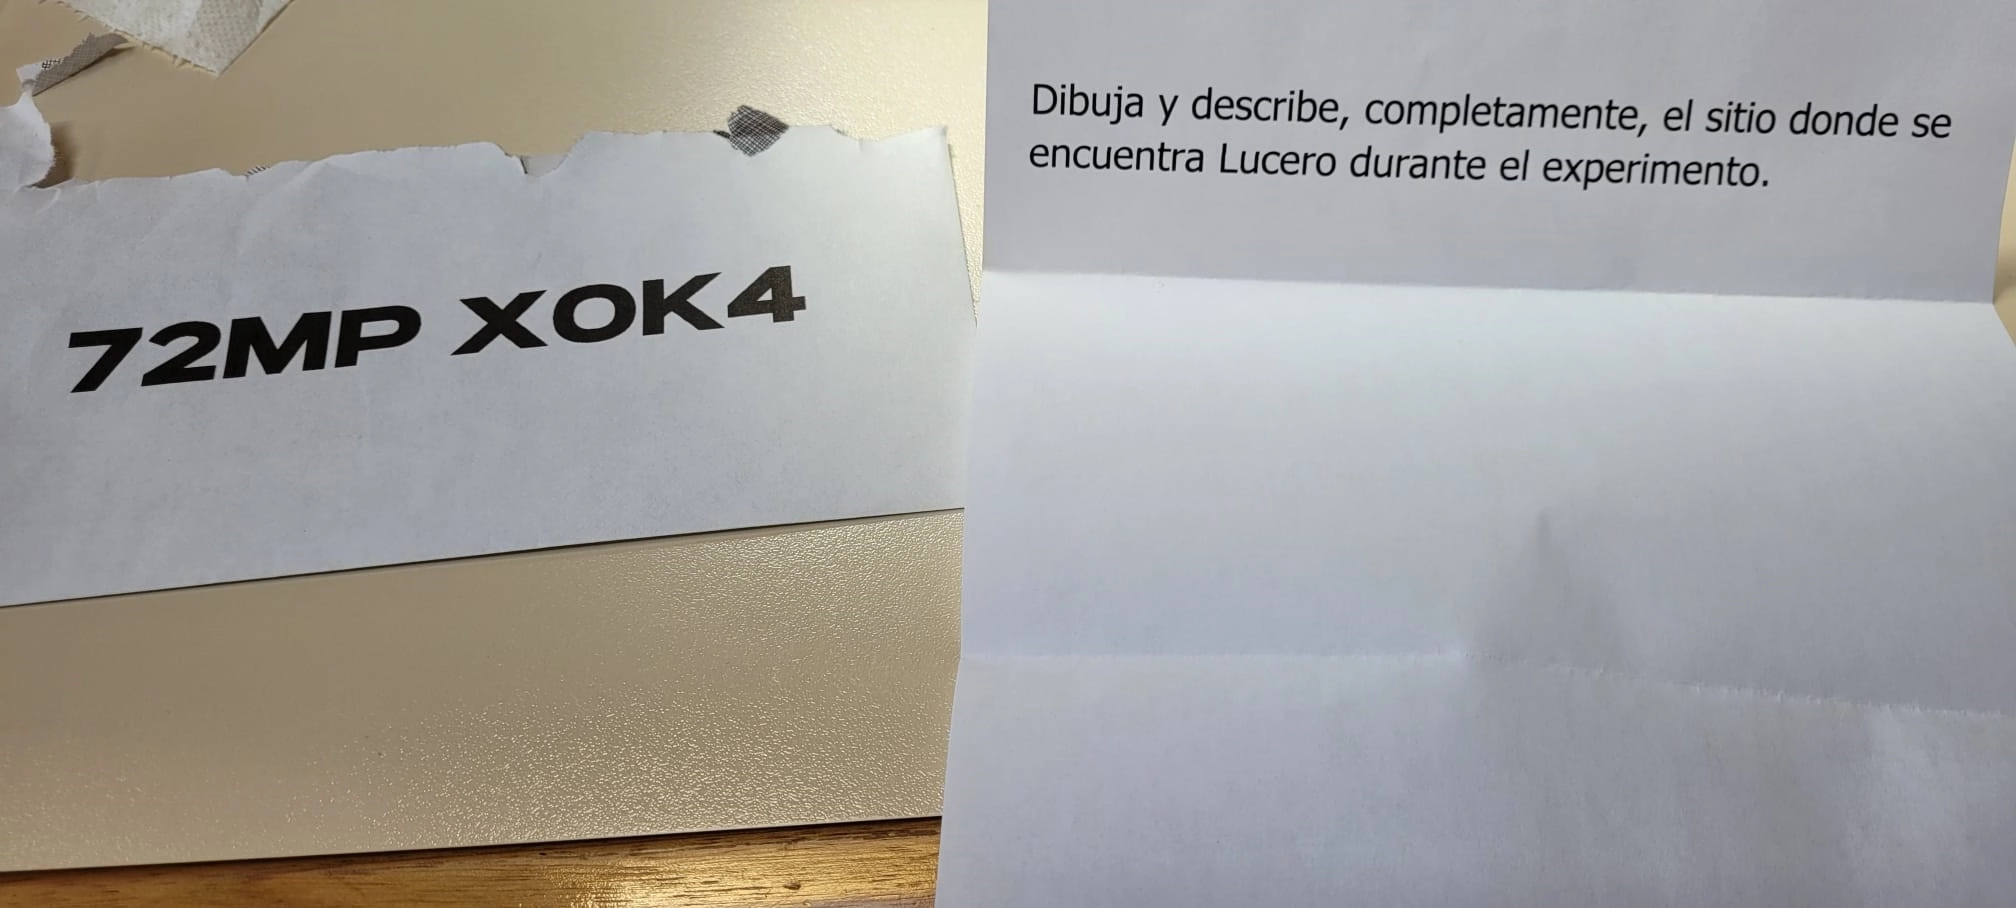 72MP XOK4
Dibuja y describe, completamente, el sitio donde se
encuentra Lucero durante el experimento.